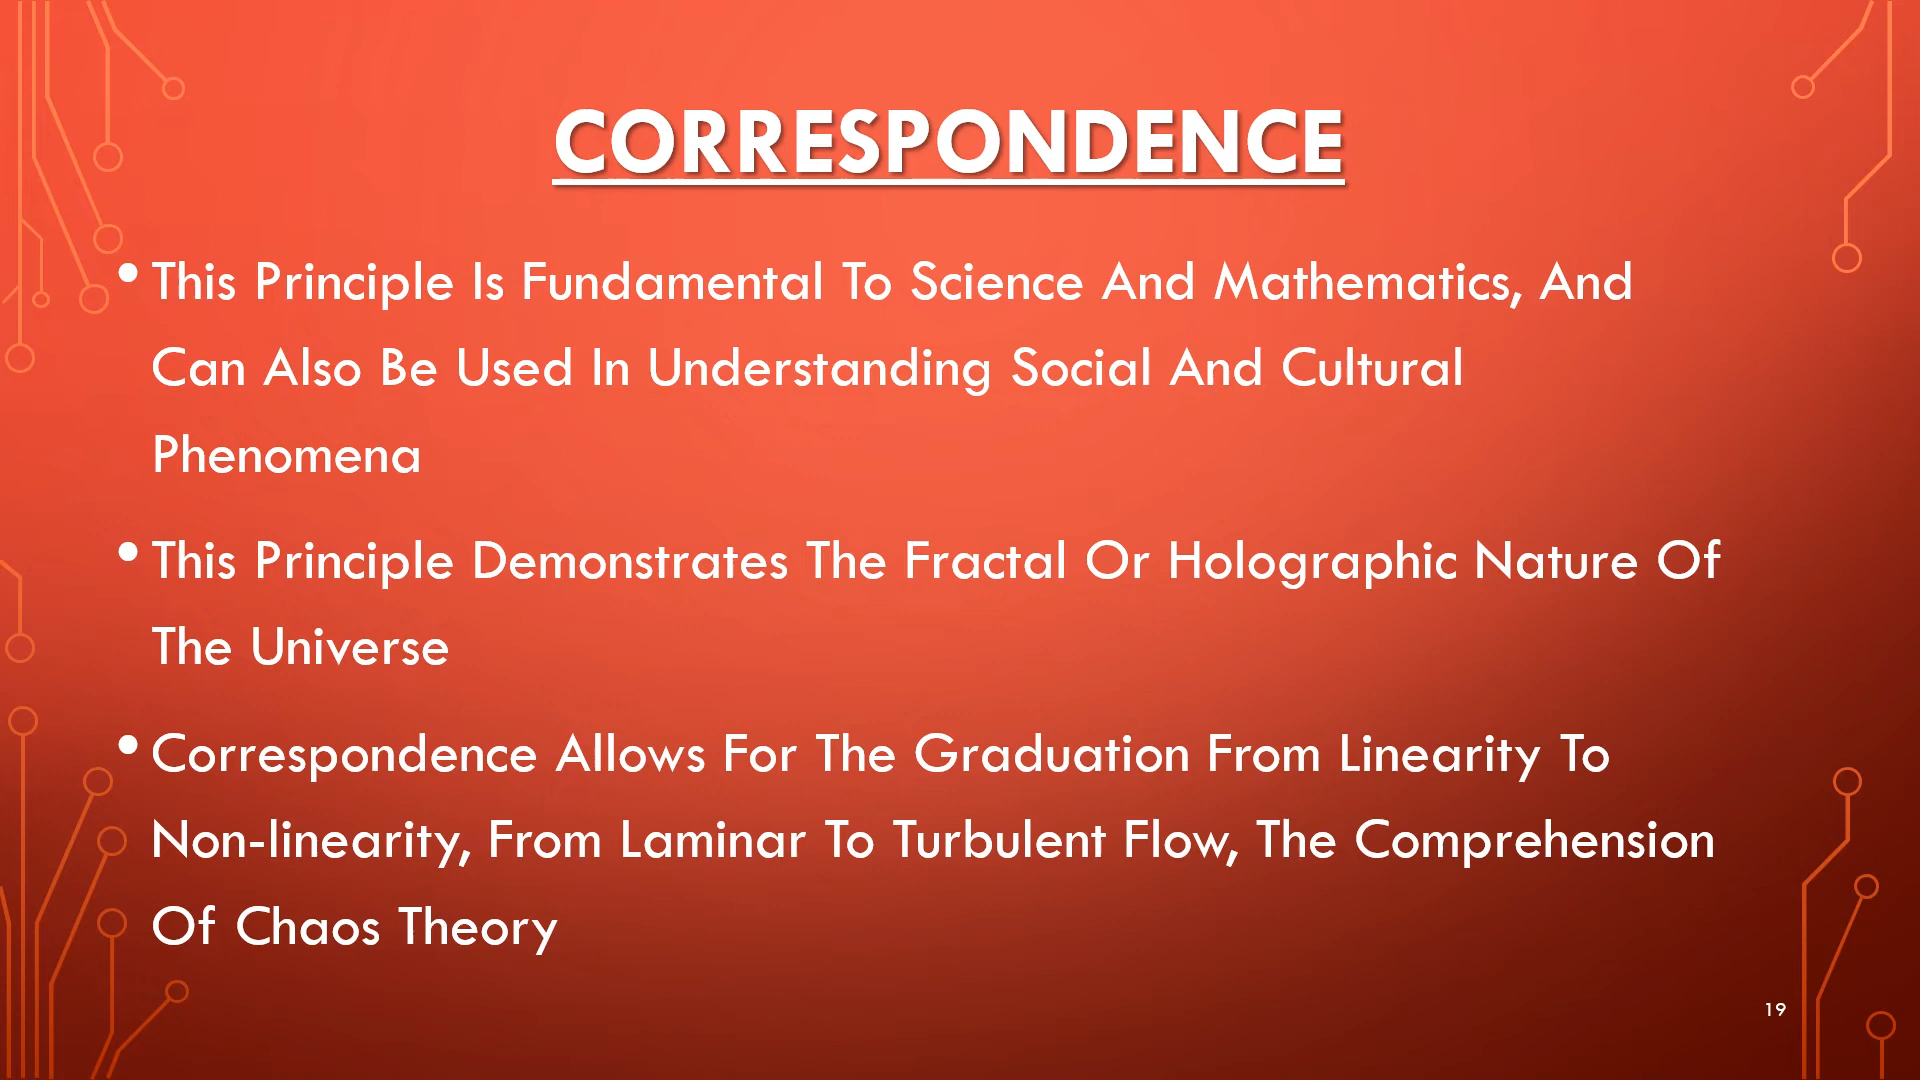 CORRESPONDENCE
• This Principle Is Fundamental To Science And Mathematics, And
Can Also Be Used In Understanding Social And Cultural
Phenomena
• This Principle Demonstrates The Fractal Or Holographic Nature Of
The Universe
• Correspondence Allows For The Graduation From Linearity To
Non-linearity, From Laminar To Turbulent Flow, The Comprehension
Of Chaos Theory
19